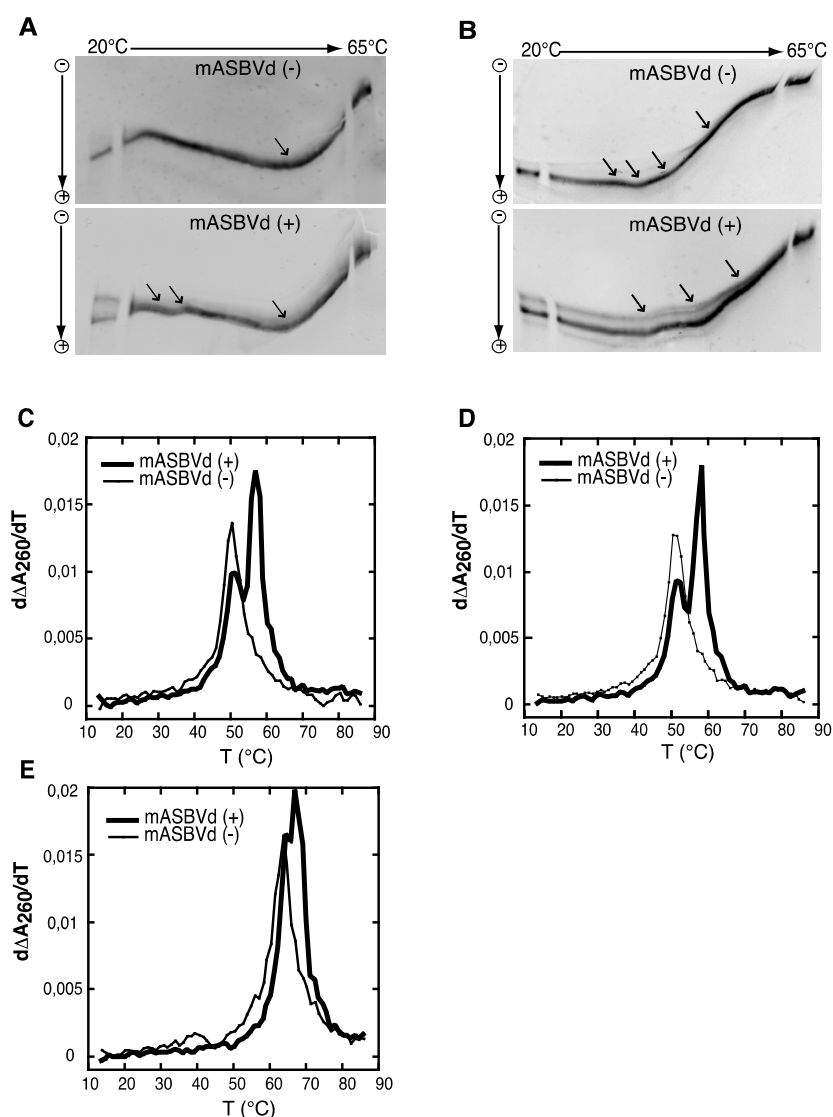 A
20°C
65°C
mASBVd (-)
-
+
mASBVd (+)
-
+
B
20°C
65°C
mASBVd (-)
-
+
mASBVd (+)
-
+
C
0,02
0,015
0,01
0,005
0
dΔA260/dT
mASBVd (+)
mASBVd (-)
10 20 30 40 50 60 70 80 90
T (°C)
D
0,02
0,015
0,01
0,005
0
dΔA260/dT
mASBVd (+)
mASBVd (-)
10 20 30 40 50 60 70 80 90
T (°C)
E
0,02
0,015
0,01
0,005
0
dΔA260/dT
mASBVd (+)
mASBVd (-)
10 20 30 40 50 60 70 80 90
T (°C)